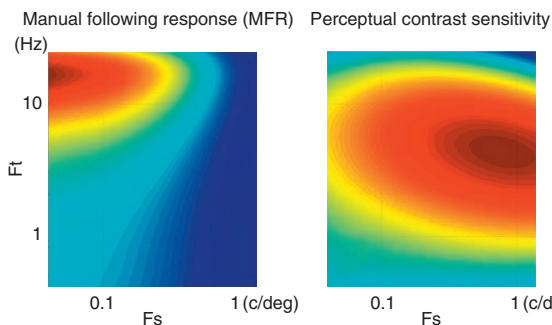 Manual following response (MFR)
Perceptual contrast sensitivity
(Hz)
10
Ft
1
0.1
1 (c/deg)
Fs
0.1
1 (c/d
Fs